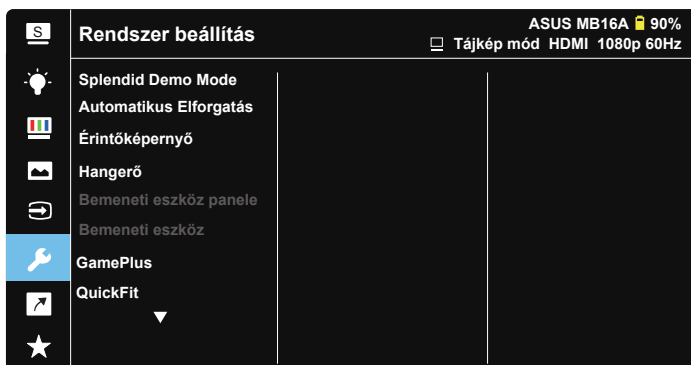 S
Rendszer beállítás
ASUS MB16A 90%
Tájkép mód HDMI 1080p 60Hz
Splendid Demo Mode
Automatikus Elforgatás
Érintőképernyő
Hangerő
Bemeneti eszköz panele
Bemeneti eszköz
GamePlus
QuickFit